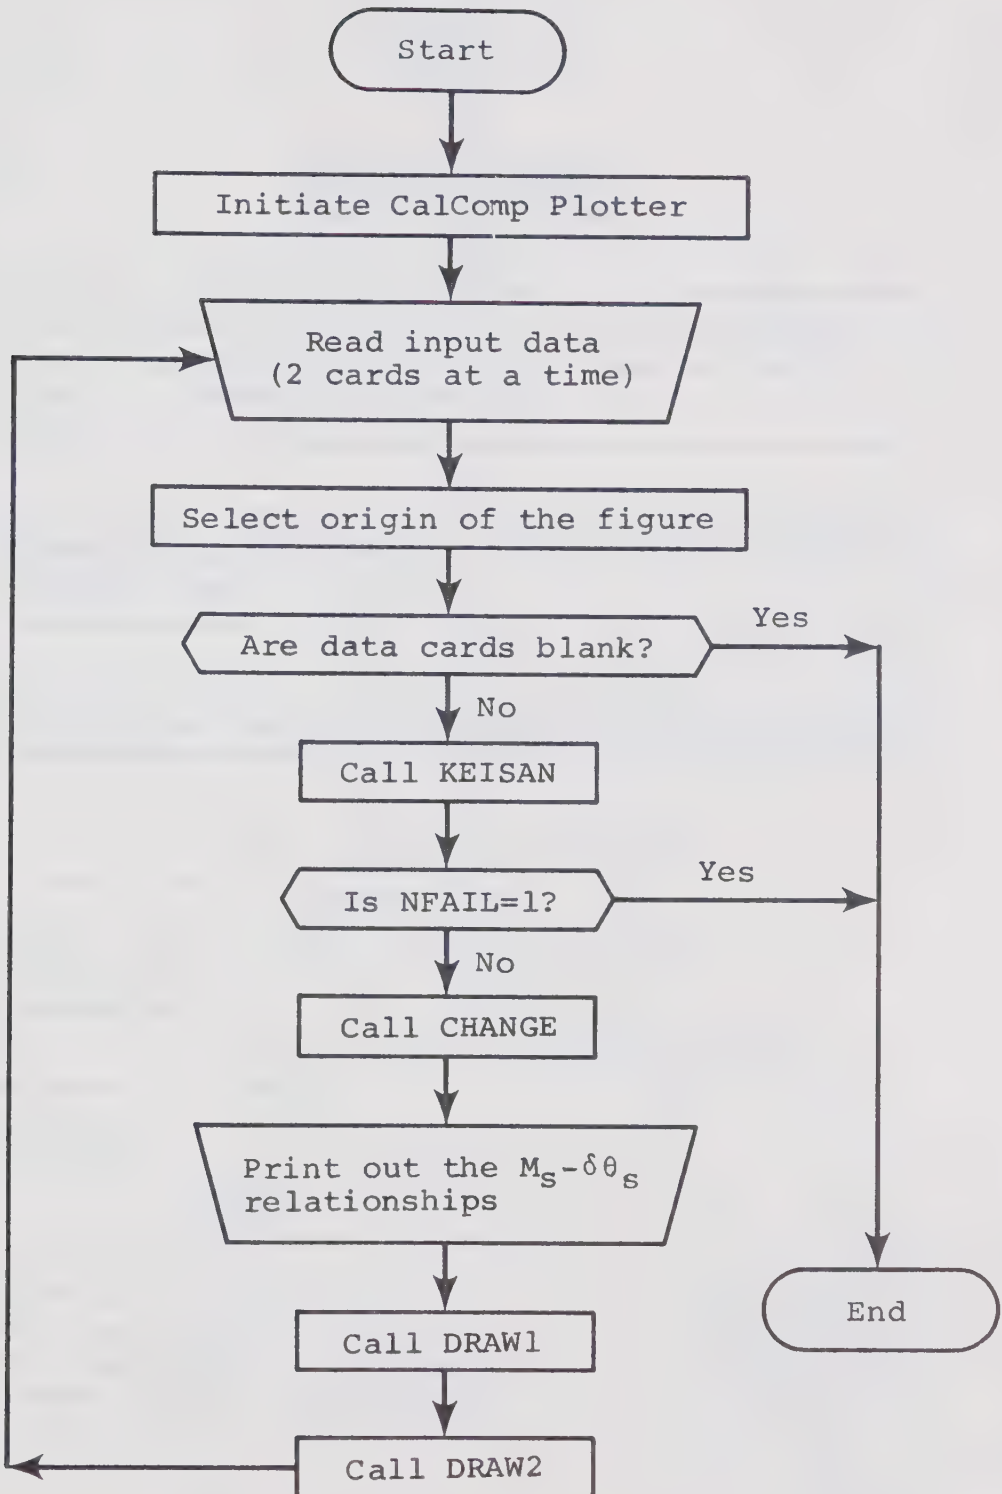 Start
Initiate CalComp Plotter
Read input data
(2 cards at a time)
Select origin of the figure
Are data cards blank?
Yes
No
Call KEISAN
Is NFAIL=1?
Yes
No
Call CHANGE
Print out the Mₛ-δθₛ
relationships
Call DRAW1
End
Call DRAW2